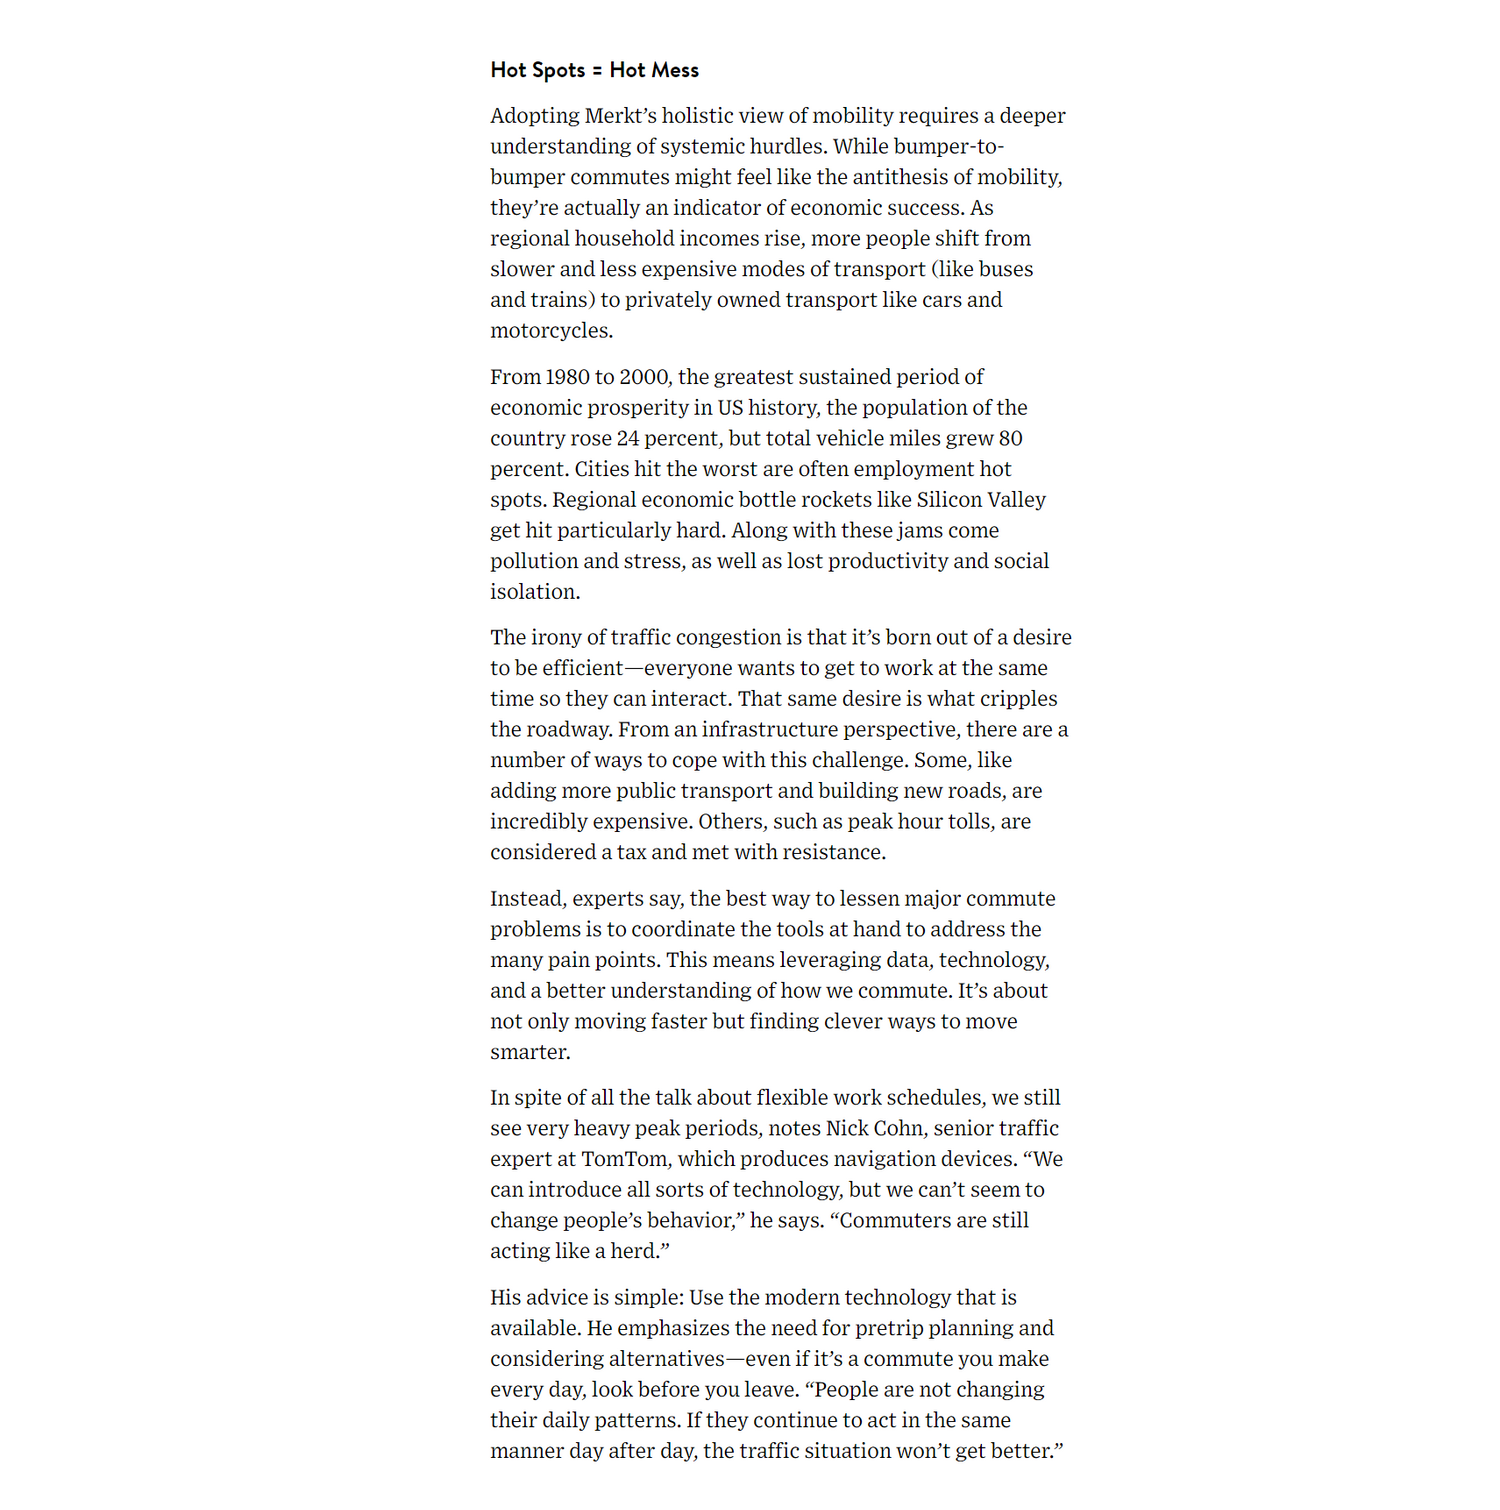 Hot Spots = Hot Mess
Adopting Merkt’s holistic view of mobility requires a deeper
understanding of systemic hurdles. While bumper-to-
bumper commutes might feel like the antithesis of mobility,
they’re actually an indicator of economic success. As
regional household incomes rise, more people shift from
slower and less expensive modes of transport (like buses
and trains) to privately owned transport like cars and
motorcycles.
From 1980 to 2000, the greatest sustained period of
economic prosperity in US history, the population of the
country rose 24 percent, but total vehicle miles grew 80
percent. Cities hit the worst are often employment hot
spots. Regional economic bottle rockets like Silicon Valley
get hit particularly hard. Along with these jams come
pollution and stress, as well as lost productivity and social
isolation.
The irony of traffic congestion is that it’s born out of a desire
to be efficient—everyone wants to get to work at the same
time so they can interact. That same desire is what cripples
the roadway. From an infrastructure perspective, there are a
number of ways to cope with this challenge. Some, like
adding more public transport and building new roads, are
incredibly expensive. Others, such as peak hour tolls, are
considered a tax and met with resistance.
Instead, experts say, the best way to lessen major commute
problems is to coordinate the tools at hand to address the
many pain points. This means leveraging data, technology,
and a better understanding of how we commute. It’s about
not only moving faster but finding clever ways to move
smarter.
In spite of all the talk about flexible work schedules, we still
see very heavy peak periods, notes Nick Cohn, senior traffic
expert at TomTom, which produces navigation devices. “We
can introduce all sorts of technology, but we can’t seem to
change people’s behavior,” he says. “Commuters are still
acting like a herd.”
His advice is simple: Use the modern technology that is
available. He emphasizes the need for pretrip planning and
considering alternatives—even if it’s a commute you make
every day, look before you leave. “People are not changing
their daily patterns. If they continue to act in the same
manner day after day, the traffic situation won’t get better.”